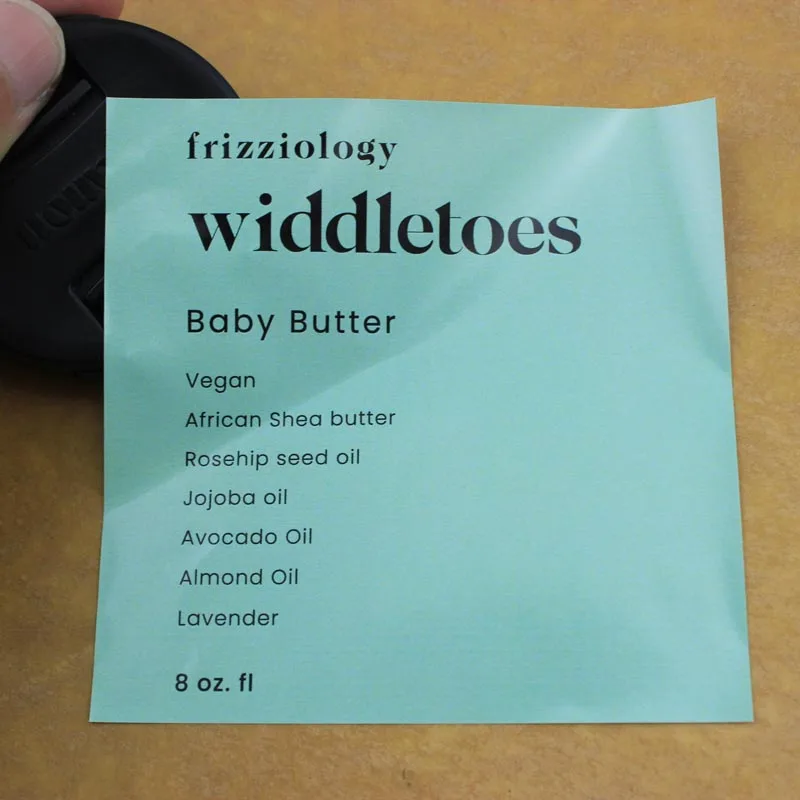 frizziology
widdletoes
Baby Butter
Vegan
African Shea butter
Rosehip seed oil
Jojoba oil
Avocado Oil
Almond Oil
Lavender
8 oz. fl